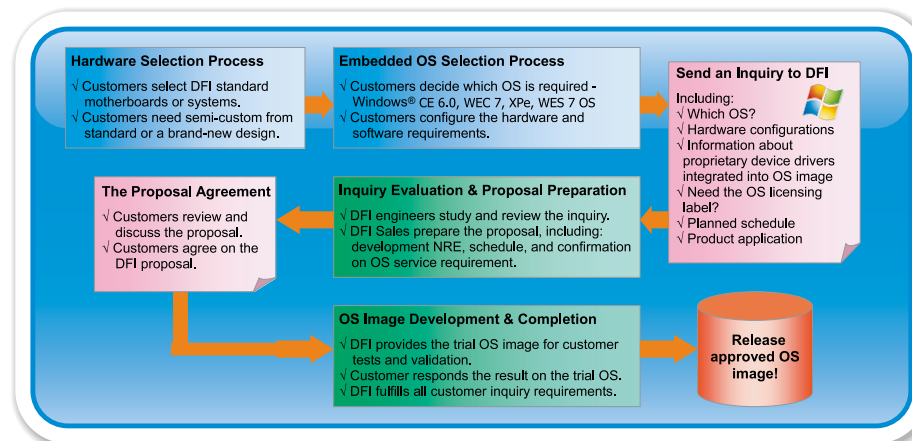 Hardware Selection Process
√ Customers select DFI standard
motherboards or systems.
√ Customers need semi-custom from
standard or a brand-new design.
Embedded OS Selection Process
√ Customers decide which OS is required -
Windows® CE 6.0, WEC 7, XPe, WES 7 OS
√ Customers configure the hardware and
software requirements.
Send an Inquiry to DFI
Including:
√ Which OS?
√ Hardware configurations
√ Information about
proprietary device drivers
integrated into OS image
√ Need the OS licensing
label?
√ Planned schedule
√ Product application
Inquiry Evaluation & Proposal Preparation
√ DFI engineers study and review the inquiry.
√ DFI Sales prepare the proposal, including:
development NRE, schedule, and confirmation
on OS service requirement.
The Proposal Agreement
√ Customers review and
discuss the proposal.
√ Customers agree on the
DFI proposal.
OS Image Development & Completion
√ DFI provides the trial OS image for customer
tests and validation.
√ Customer responds the result on the trial OS.
√ DFI fulfills all customer inquiry requirements.
Release
approved OS
image!